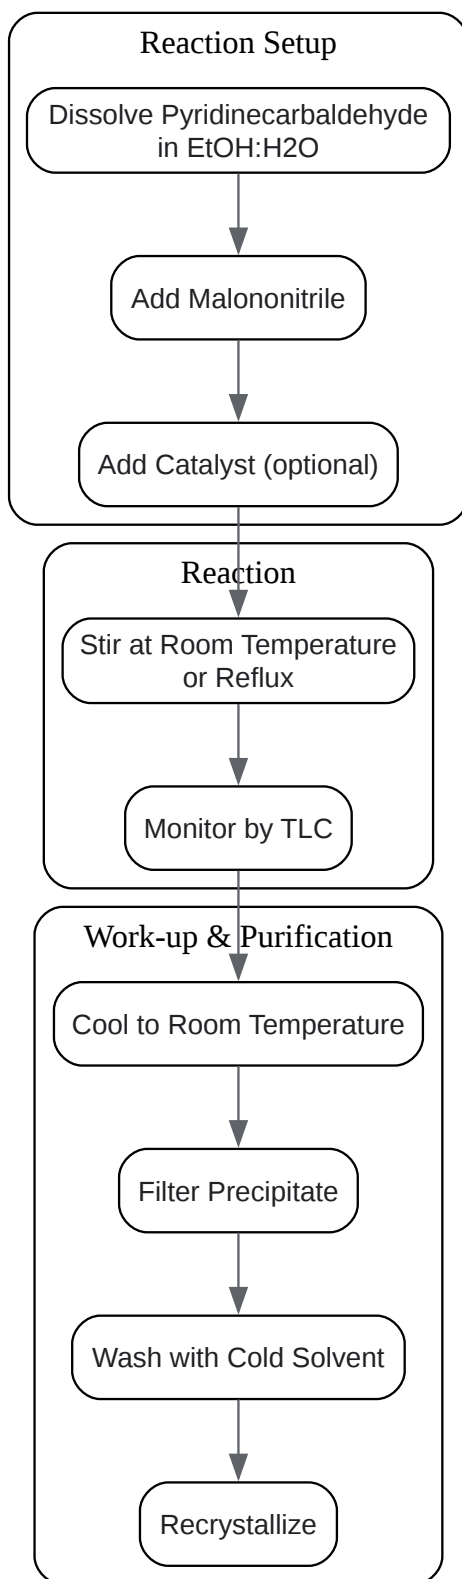 Reaction Setup
Dissolve Pyridinecarbaldehyde
in EtOH:H2O
Add Malononitrile
Add Catalyst (optional)
Reaction
Stir at Room Temperature
or Reflux
Monitor by TLC
Work-up & Purification
Cool to Room Temperature
Filter Precipitate
Wash with Cold Solvent
Recrystallize